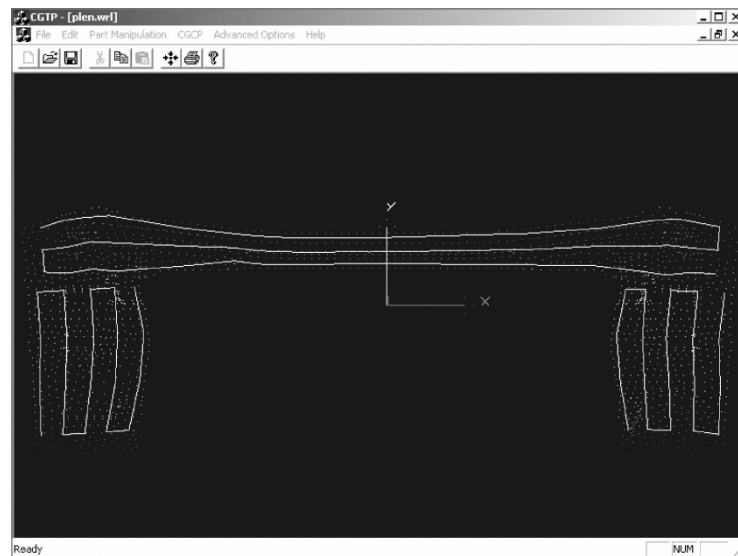 CGTP - [plen.wrl]
File Edit Part Manipulation CGCP Advanced Options Help
Y
X
Ready NUM